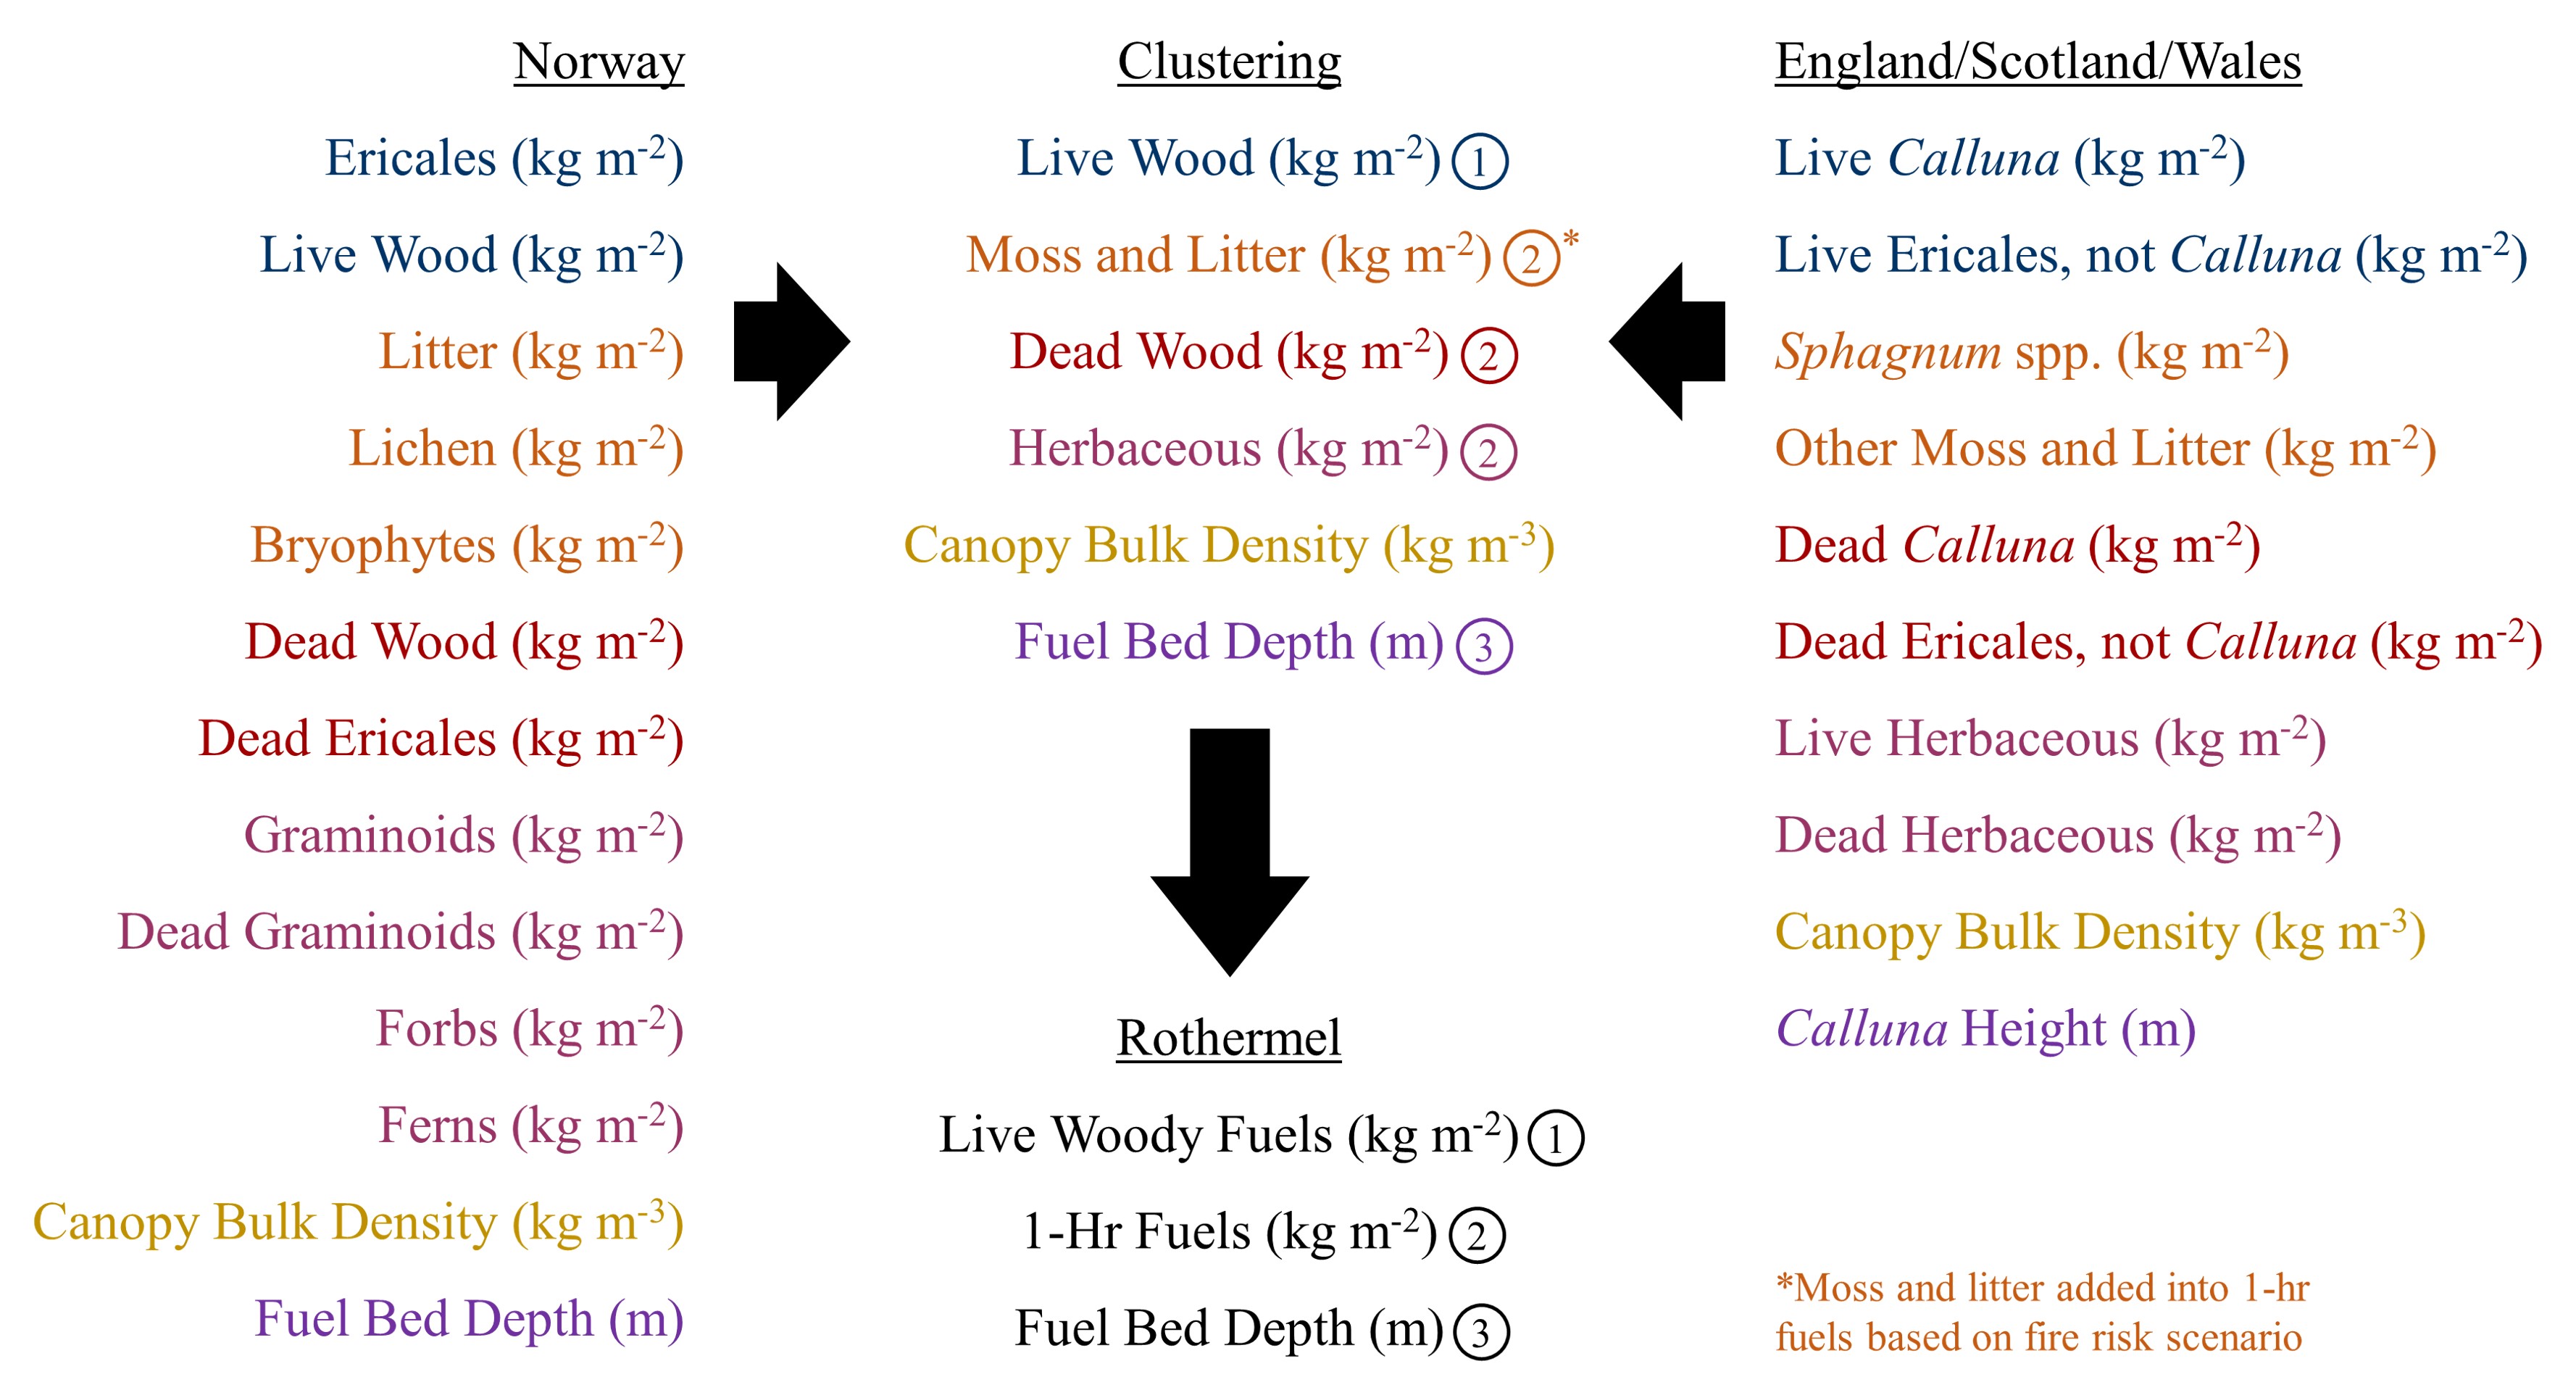 Norway
Ericales (kg m-2)
Live Wood (kg m-2)
Litter (kg m-2)
Lichen (kg m-2)
Bryophytes (kg m-2)
Dead Wood (kg m-2)
Dead Ericales (kg m-2)
Graminoids (kg m-2)
Dead Graminoids (kg m-2)
Forbs (kg m-2)
Ferns (kg m-2)
Canopy Bulk Density (kg m-3)
Fuel Bed Depth (m)
Clustering
Live Wood (kg m-2) 1
Moss and Litter (kg m-2) 2*
Dead Wood (kg m-2) 2
Herbaceous (kg m-2) 2
Canopy Bulk Density (kg m-3)
Fuel Bed Depth (m) 3
Rothermel
Live Woody Fuels (kg m-2) 1
1-Hr Fuels (kg m-2) 2
Fuel Bed Depth (m) 3
England/Scotland/Wales
Live Calluna (kg m-2)
Live Ericales, not Calluna (kg m-2)
Sphagnum spp. (kg m-2)
Other Moss and Litter (kg m-2)
Dead Calluna (kg m-2)
Dead Ericales, not Calluna (kg m-2)
Live Herbaceous (kg m-2)
Dead Herbaceous (kg m-2)
Canopy Bulk Density (kg m-3)
Calluna Height (m)
*Moss and litter added into 1-hr
fuels based on fire risk scenario